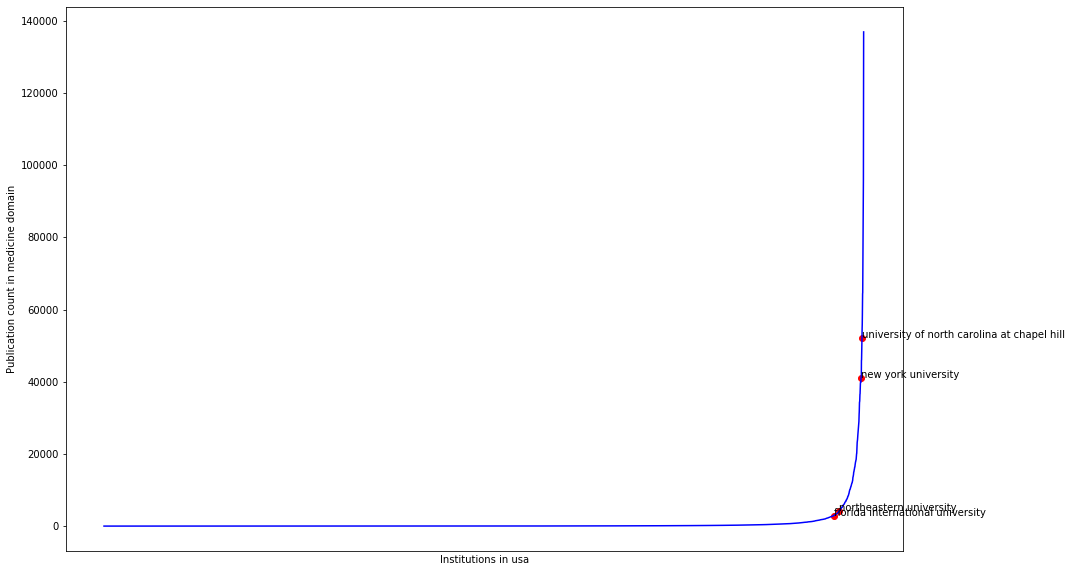 140000
120000
100000
80000
60000
40000
20000
0
Publication count in medicine domain
university of north carolina at chapel hill
new york university
northeastern university
florida international university
Institutions in usa